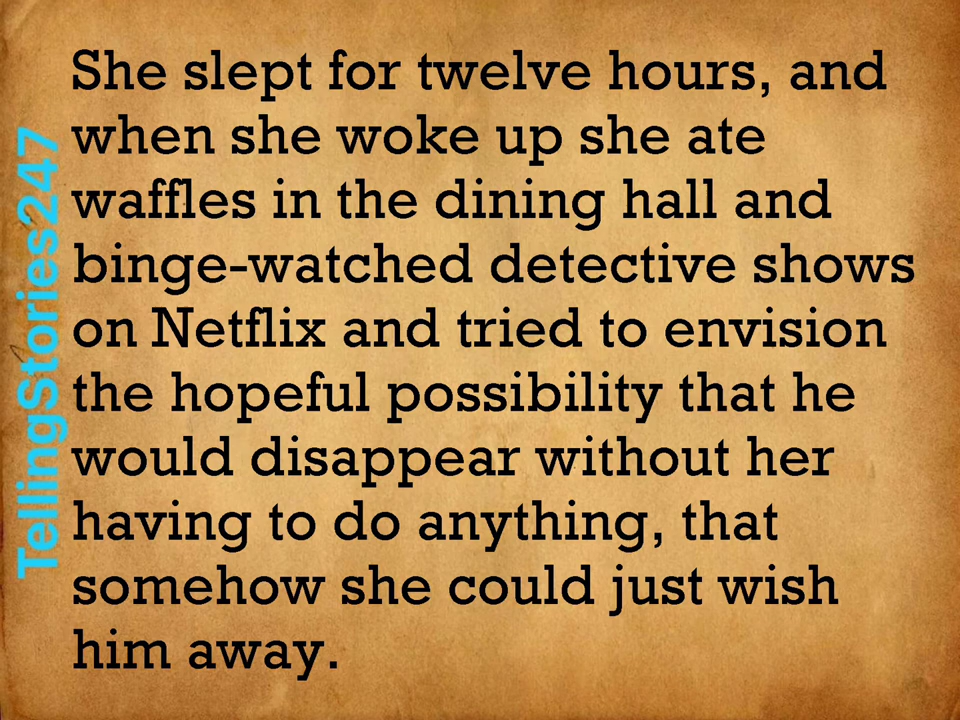 She slept for twelve hours, and
when she woke up she ate
waffles in the dining hall and
binge-watched detective shows
on Netflix and tried to envision
the hopeful possibility that he
would disappear without her
having to do anything, that
somehow she could just wish
him away.
TellingStories247